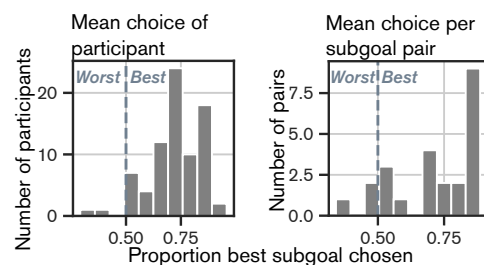 Mean choice of
participant
Number of participants
20
10
0
Worst Best
0.50 0.75
Mean choice per
subgoal pair
Number of pairs
7.5
5.0
2.5
0.0
Worst Best
0.50 0.75
Proportion best subgoal chosen